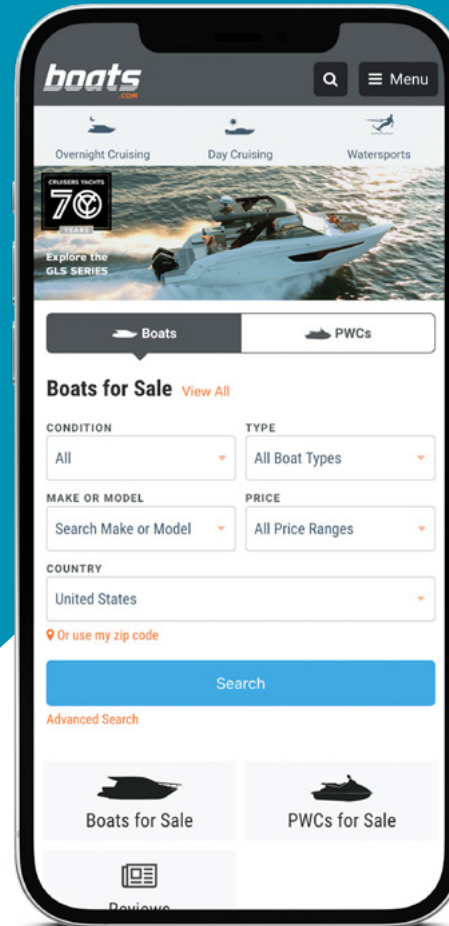 boats
.COM
Menu
Overnight Cruising
Day Cruising
Watersports
CRUISERS YACHTS
70
YEARS
Explore the
GLS SERIES
Boats
PWCs
Boats for Sale View All
CONDITION
TYPE
All
All Boat Types
MAKE OR MODEL
PRICE
Search Make or Model
All Price Ranges
COUNTRY
United States
Or use my zip code
Search
Advanced Search
Boats for Sale
PWCs for Sale
Reviews